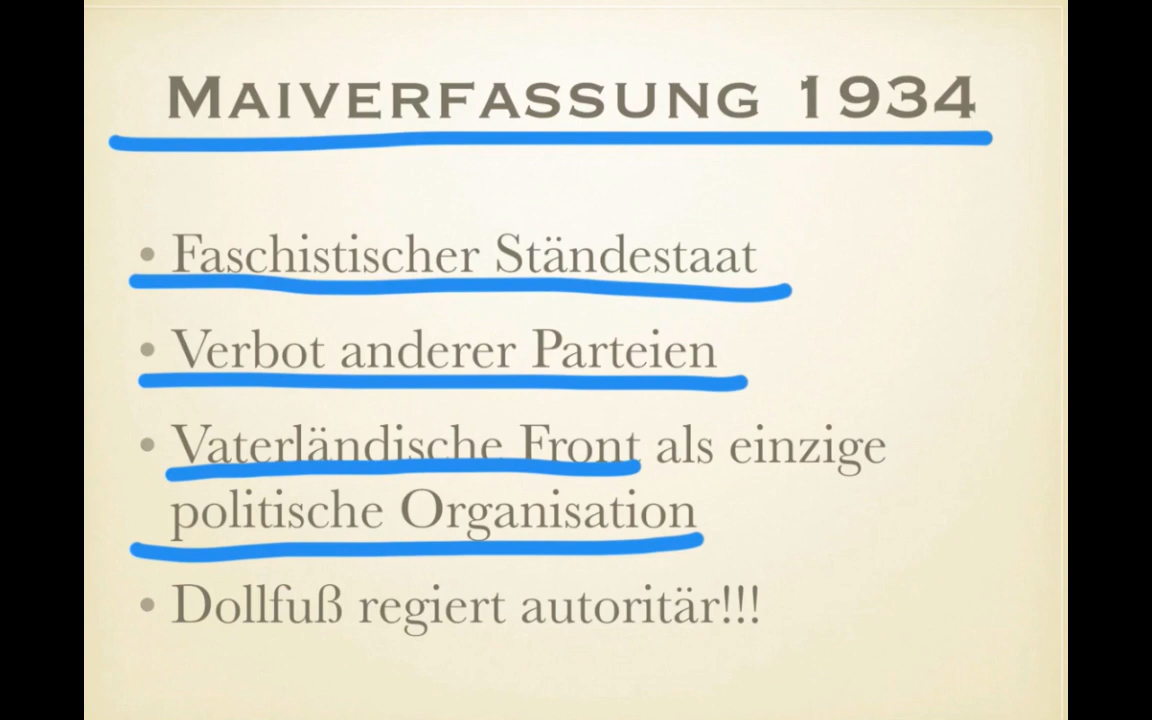 MAIVERFASSUNG 1934
• Faschistischer Ständestaat
• Verbot anderer Parteien
• Vaterländische Front als einzige
politische Organisation
• Dollfuß regiert autoritär!!!